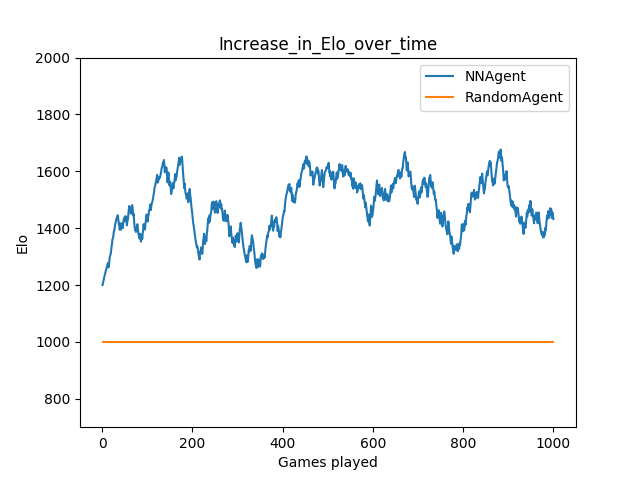 Increase_in_Elo_over_time
NNAgent
RandomAgent
Elo
2000
1800
1600
1400
1200
1000
800
0 200 400 600 800 1000
Games played